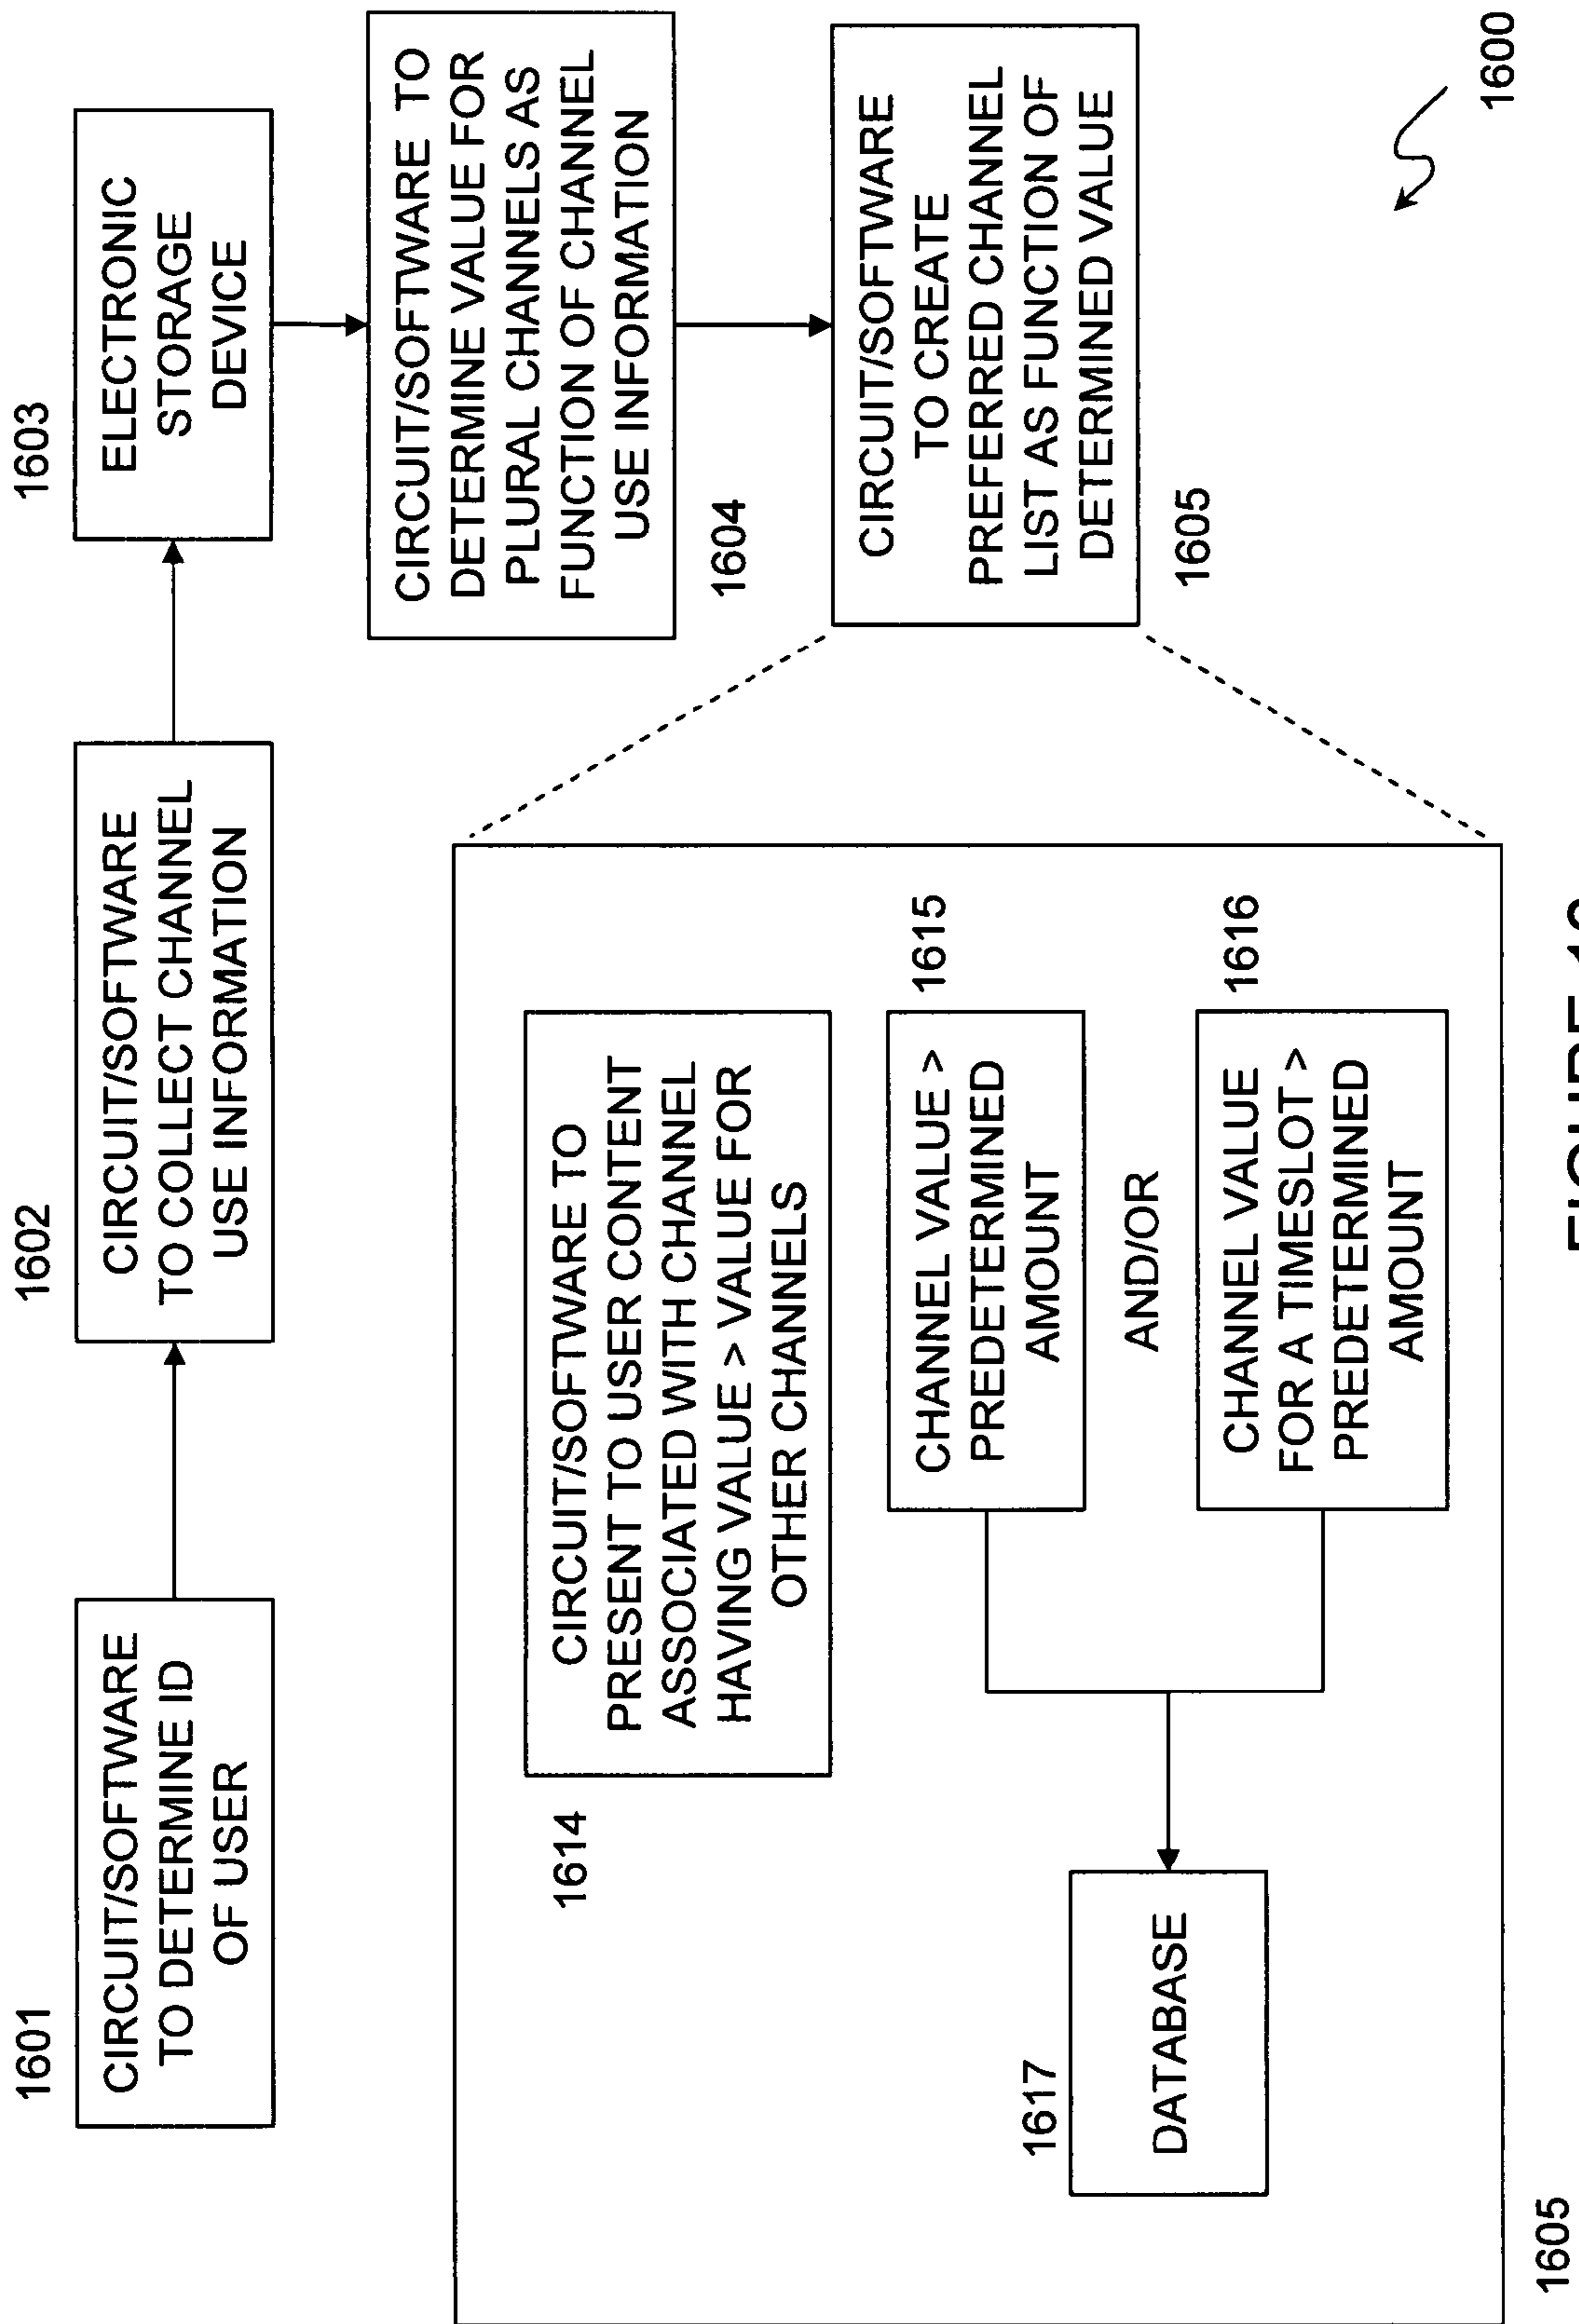 1601
CIRCUIT/SOFTWARE
TO DETERMINE ID
OF USER
1602
CIRCUIT/SOFTWARE
TO COLLECT CHANNEL
USE INFORMATION
1603
ELECTRONIC
STORAGE
DEVICE
CIRCUIT/SOFTWARE TO
DETERMINE VALUE FOR
PLURAL CHANNELS AS
FUNCTION OF CHANNEL
USE INFORMATION
1604
CIRCUIT/SOFTWARE
TO CREATE
PREFERRED CHANNEL
LIST AS FUNCTION OF
DETERMINED VALUE
1605
1614
CIRCUIT/SOFTWARE TO
PRESENT TO USER CONTENT
ASSOCIATED WITH CHANNEL
HAVING VALUE > VALUE FOR
OTHER CHANNELS
1615
CHANNEL VALUE >
PREDETERMINED
AMOUNT
AND/OR
1616
CHANNEL VALUE
FOR A TIMESLOT >
PREDETERMINED
AMOUNT
1617
DATABASE
1605
1600
FIGURE